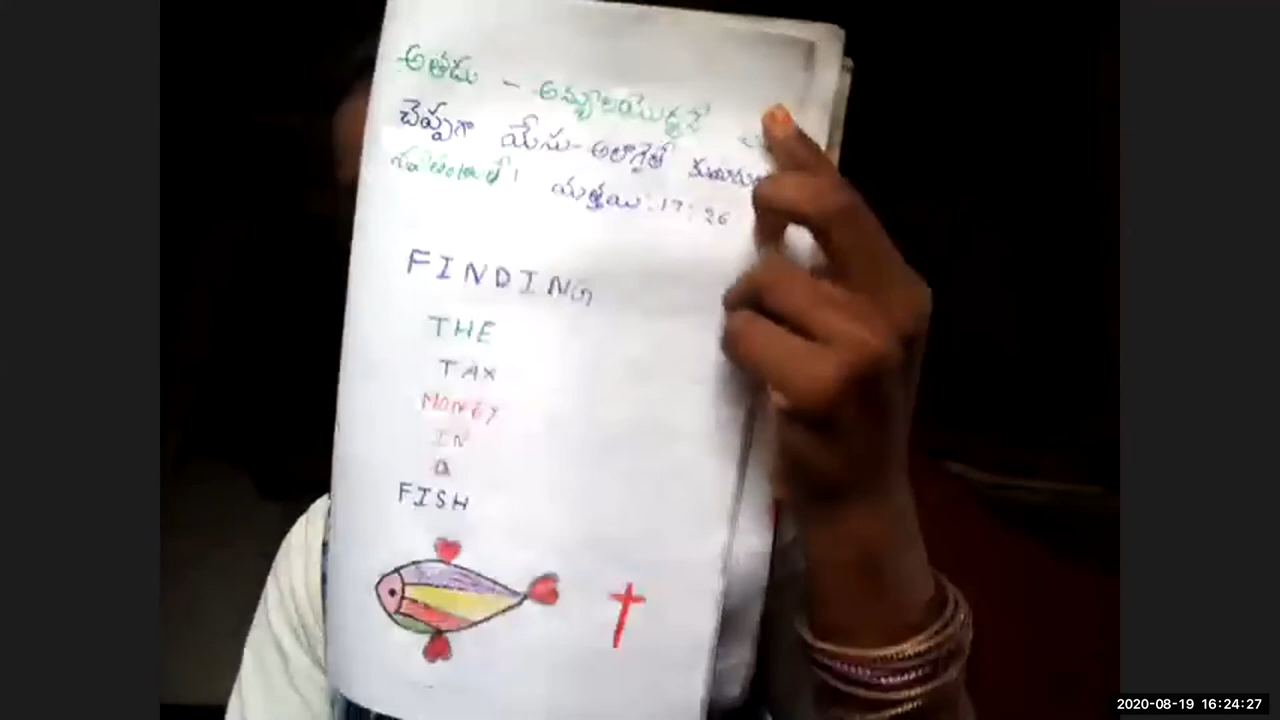 అతడు - అన్యులయొద్దనే
చెప్పగా యేసు - అలాగైతే
స్వతంత్రులే! మత్తయి: 17: 26
FINDING
THE
TAX
MONEY
IN
a
FISH
2020-08-19 16:24:27